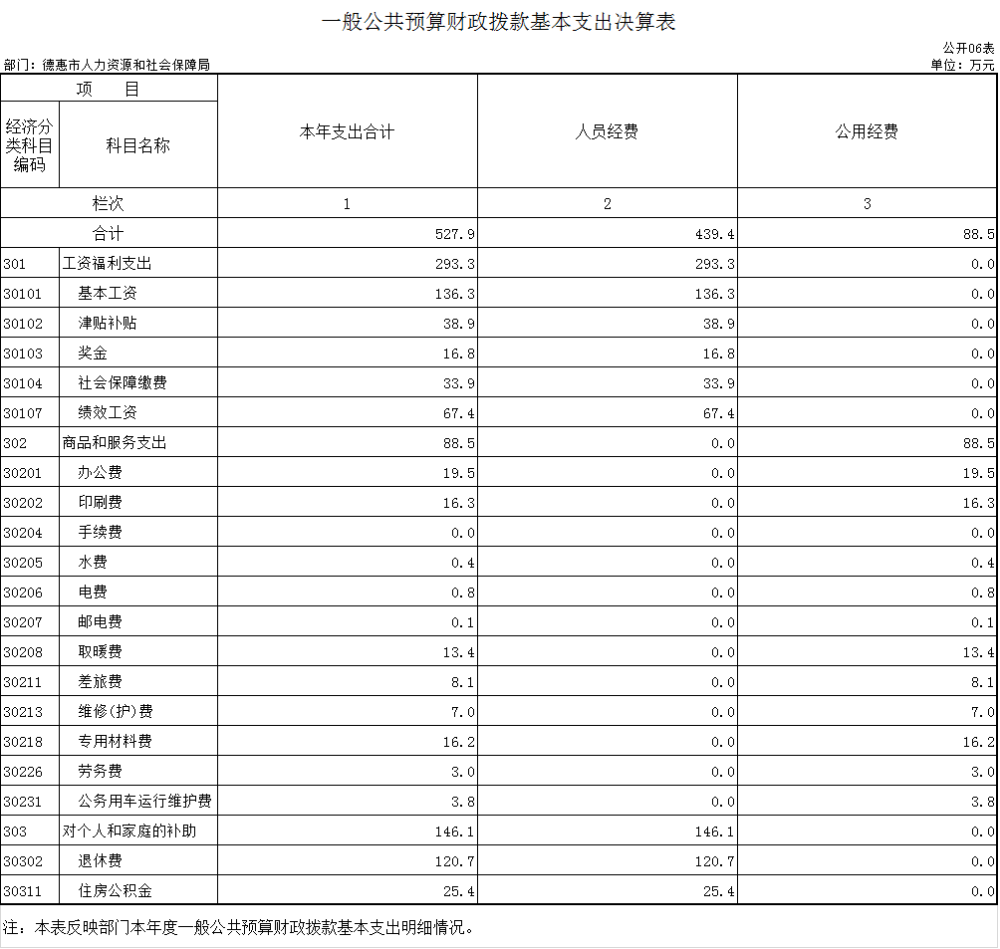 一般公共预算财政拨款基本支出决算表
公开06表
部门：德惠市人力资源和社会保障局 单位：万元
项 目 本年支出合计 人员经费 公用经费
经济分类科目编码 科目名称
栏次 1 2 3
合计 527.9 439.4 88.5
301 工资福利支出 293.3 293.3 0.0
30101 基本工资 136.3 136.3 0.0
30102 津贴补贴 38.9 38.9 0.0
30103 奖金 16.8 16.8 0.0
30104 社会保障缴费 33.9 33.9 0.0
30107 绩效工资 67.4 67.4 0.0
302 商品和服务支出 88.5 0.0 88.5
30201 办公费 19.5 0.0 19.5
30202 印刷费 16.3 0.0 16.3
30204 手续费 0.0 0.0 0.0
30205 水费 0.4 0.0 0.4
30206 电费 0.8 0.0 0.8
30207 邮电费 0.1 0.0 0.1
30208 取暖费 13.4 0.0 13.4
30211 差旅费 8.1 0.0 8.1
30213 维修(护)费 7.0 0.0 7.0
30218 专用材料费 16.2 0.0 16.2
30226 劳务费 3.0 0.0 3.0
30231 公务用车运行维护费 3.8 0.0 3.8
303 对个人和家庭的补助 146.1 146.1 0.0
30302 退休费 120.7 120.7 0.0
30311 住房公积金 25.4 25.4 0.0
注：本表反映部门本年度一般公共预算财政拨款基本支出明细情况。